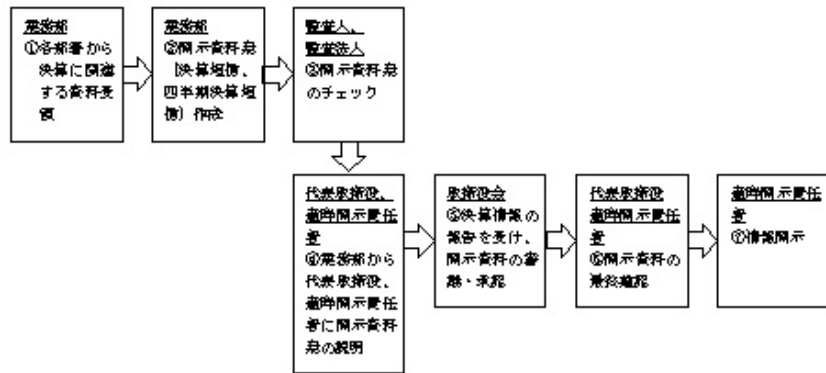 業務部
①各部署から
決算に関連
する資料受
領
業務部
②開示資料案
（決算短信、
四半期決算短
信）作成
監査人、
監査法人
③開示資料案
のチェック
代表取締役、
適時開示責任
者
④業務部から
代表取締役、
適時開示責任
者に開示資料
案の説明
取締役会
⑤決算情報の
報告を受け、
開示資料の審
議・承認
代表取締役
適時開示責任
者
⑥開示資料の
最終確認
適時開示責任
者
⑦情報開示